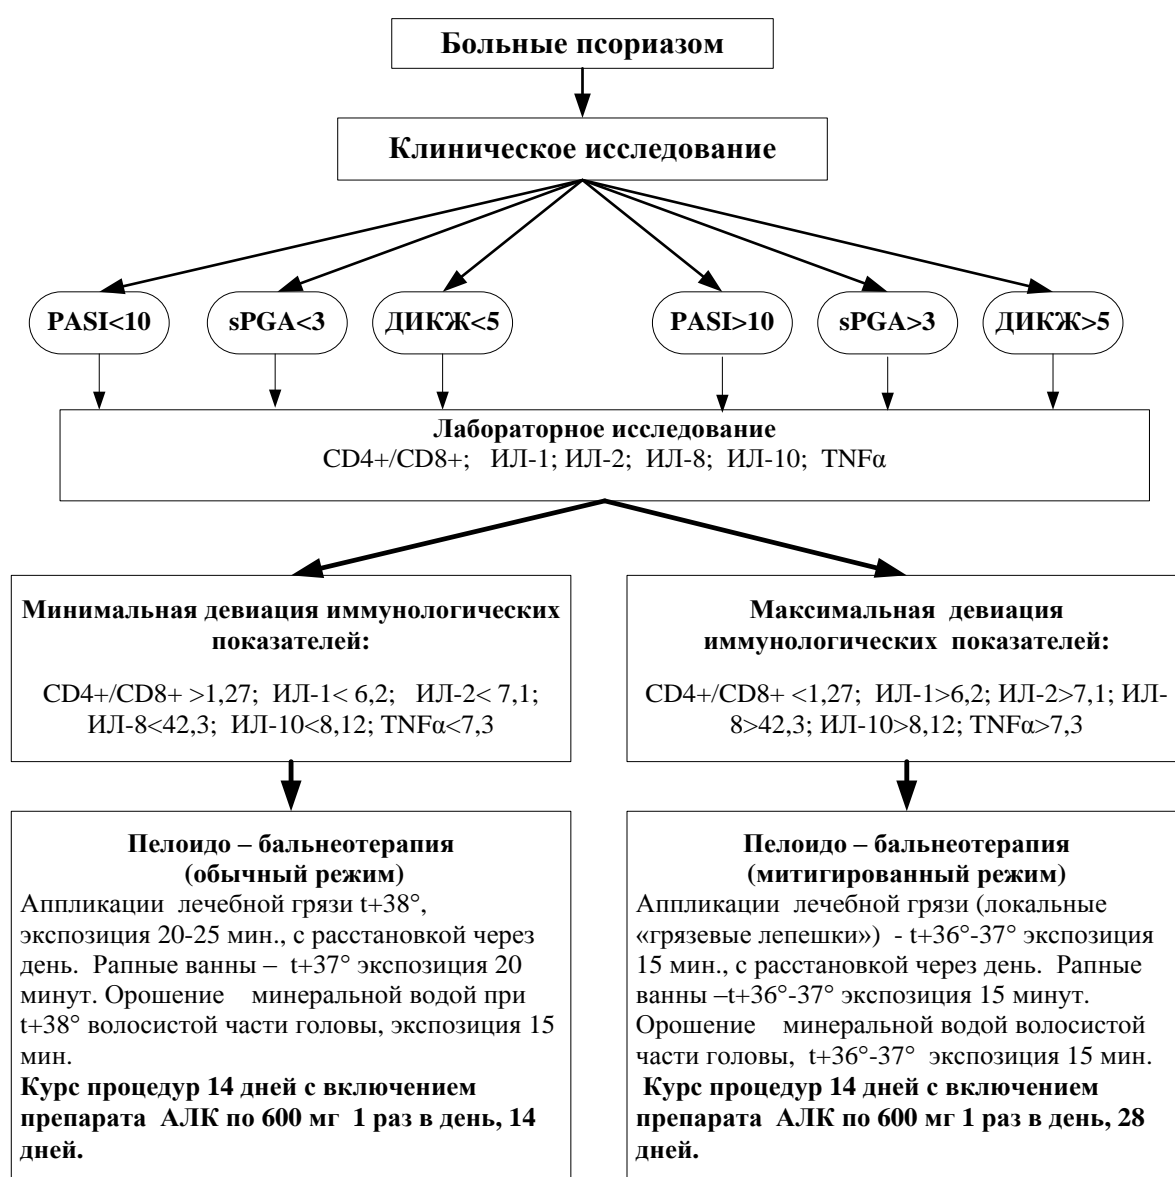 Больные псориазом
Клиническое исследование
PASI<10
sPGA<3
ДИКЖ<5
PASI>10
sPGA>3
ДИКЖ>5
Лабораторное исследование
CD4+/CD8+; ИЛ-1; ИЛ-2; ИЛ-8; ИЛ-10; TNFα
Минимальная девиация иммунологических
показателей:
CD4+/CD8+ >1,27; ИЛ-1< 6,2; ИЛ-2< 7,1;
ИЛ-8<42,3; ИЛ-10<8,12; TNFα<7,3
Максимальная девиация
иммунологических показателей:
CD4+/CD8+ <1,27; ИЛ-1>6,2; ИЛ-2>7,1; ИЛ-
8>42,3; ИЛ-10>8,12; TNFα>7,3
Пелоидо – бальнеотерапия
(обычный режим)
Аппликации лечебной грязи t+38°,
экспозиция 20-25 мин., с расстановкой через
день. Рапные ванны – t+37° экспозиция 20
минут. Орошение минеральной водой при
t+38° волосистой части головы, экспозиция 15
мин.
Курс процедур 14 дней с включением
препарата АЛК по 600 мг 1 раз в день, 14
дней.
Пелоидо – бальнеотерапия
(митигированный режим)
Аппликации лечебной грязи (локальные
«грязевые лепешки») - t+36°-37° экспозиция
15 мин., с расстановкой через день. Рапные
ванны –t+36°-37° экспозиция 15 минут.
Орошение минеральной водой волосистой
части головы, t+36°-37° экспозиция 15 мин.
Курс процедур 14 дней с включением
препарата АЛК по 600 мг 1 раз в день, 28
дней.